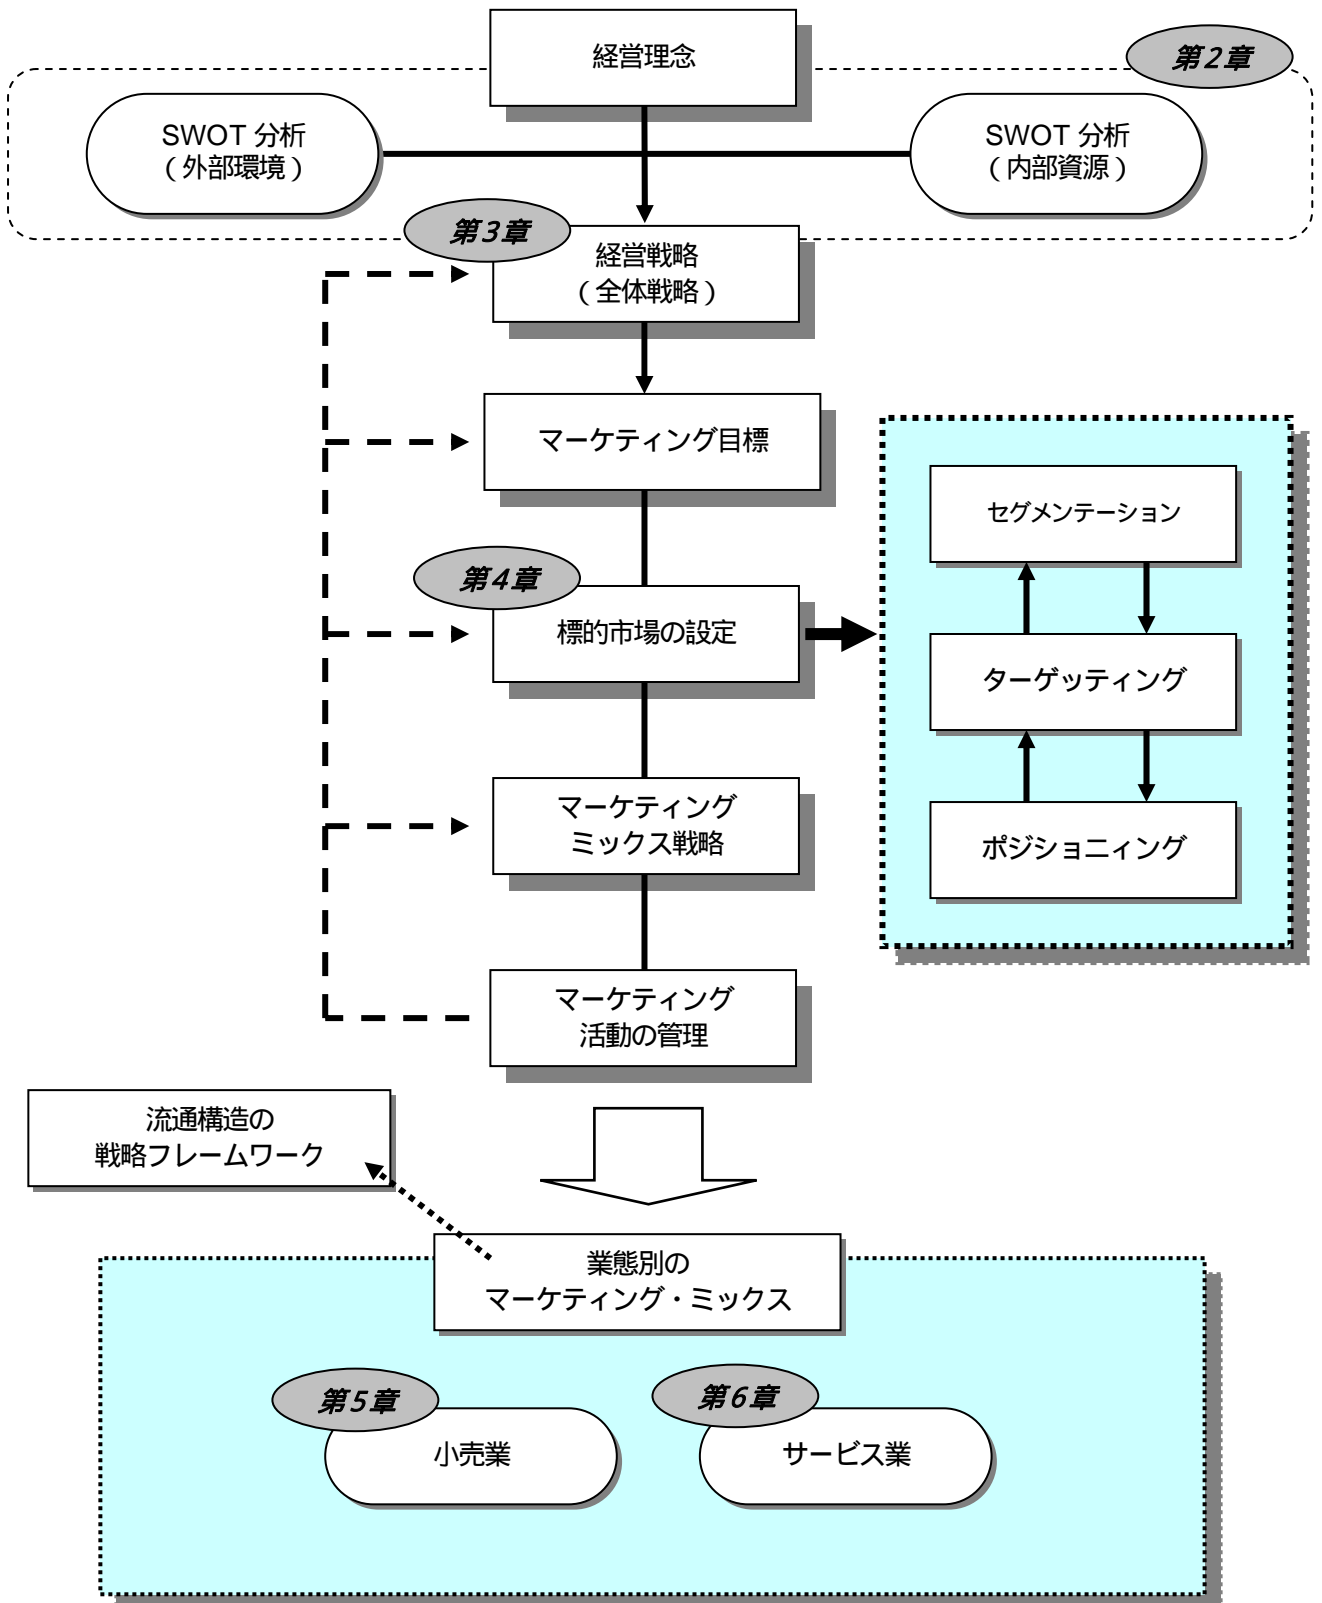 経営理念
第2章
SWOT 分析
（外部環境）
SWOT 分析
（内部資源）
第3章
経営戦略
（全体戦略）
マーケティング目標
セグメンテーション
第4章
標的市場の設定
ターゲッティング
マーケティング
ミックス戦略
ポジショニィング
マーケティング
活動の管理
流通構造の
戦略フレームワーク
業態別の
マーケティング・ミックス
第5章
小売業
第6章
サービス業